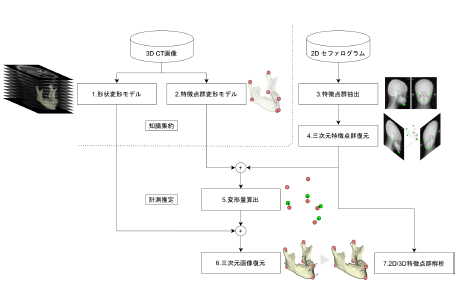 3D CT画像
2D セファログラム
1.形状変形モデル
2.特徴点群変形モデル
3.特徴点群抽出
知識集約
4.三次元特徴点群復元
計測推定
5.変形量算出
6.三次元画像復元
7.2D/3D特徴点群解析